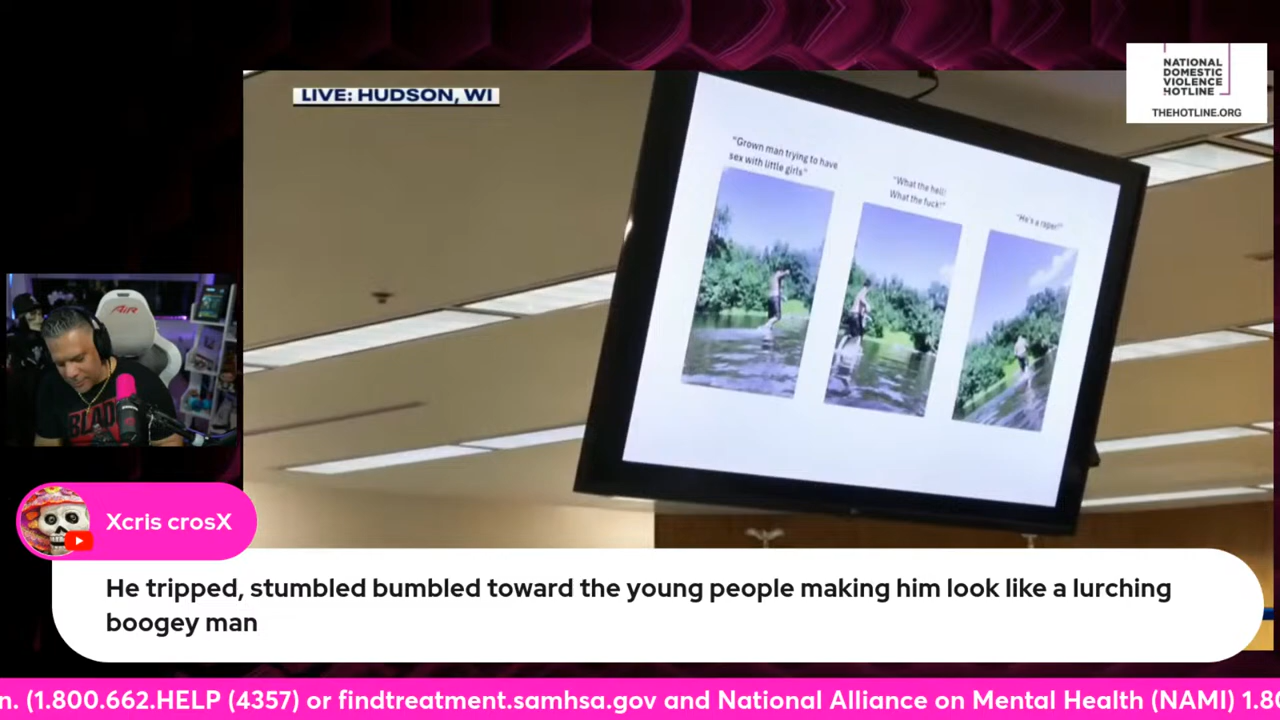 LIVE: HUDSON, WI
NATIONAL
DOMESTIC
VIOLENCE
HOTLINE
THEHOTLINE.ORG
"Grown man trying to have
sex with little girls"
"What the hell!
What the fuck!"
"He's a raper"
AiR
BLAD
Xcris crosX
He tripped, stumbled bumbled toward the young people making him look like a lurching
boogey man
n. (1.800.662.HELP (4357) or findtreatment.samhsa.gov and National Alliance on Mental Health (NAMI) 1.80